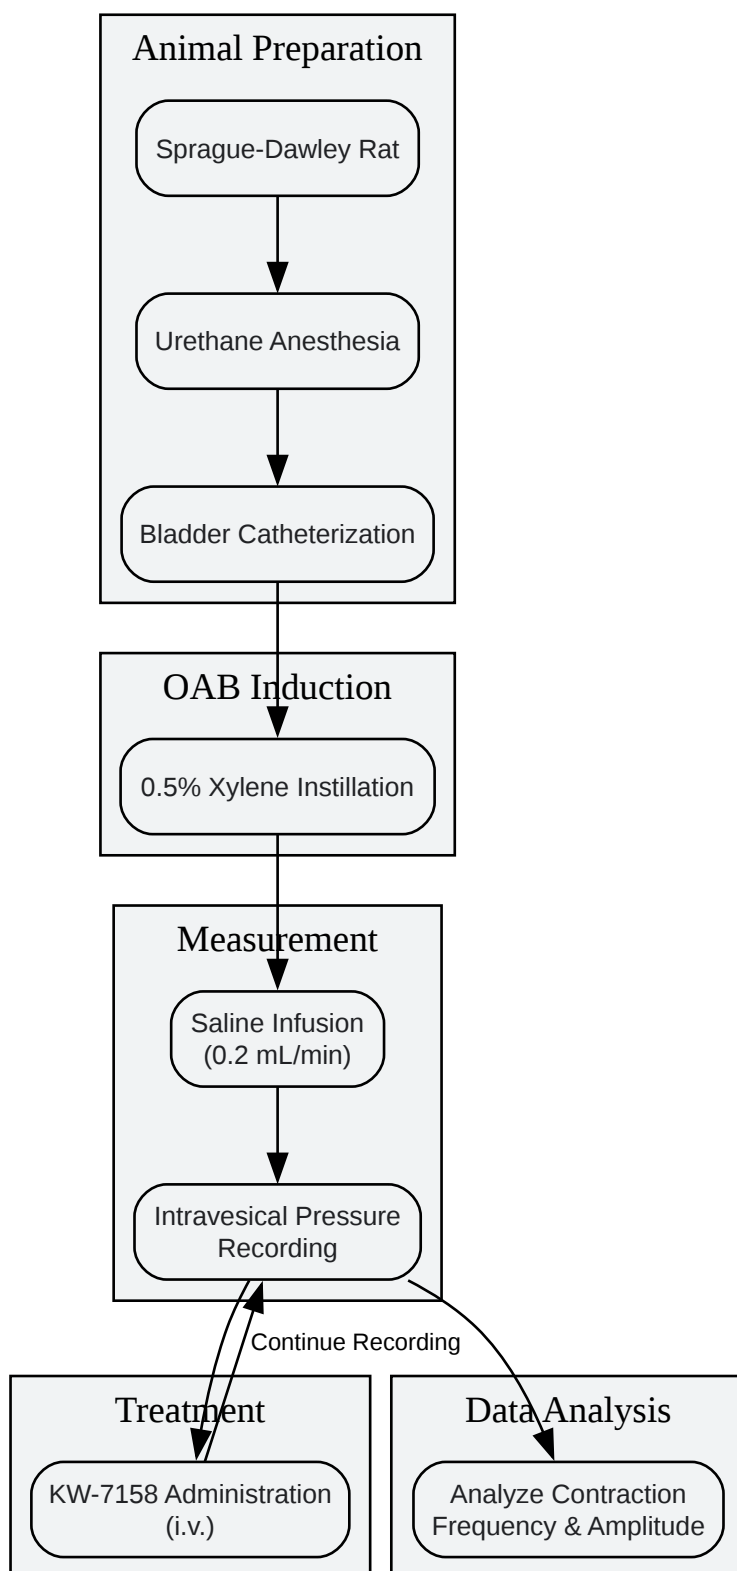 Animal Preparation
Sprague-Dawley Rat
Urethane Anesthesia
Bladder Catheterization
OAB Induction
0.5% Xylene Instillation
Measurement
Saline Infusion
(0.2 mL/min)
Intravesical Pressure
Recording
Continue Recording
Treatment
KW-7158 Administration
(i.v.)
Data Analysis
Analyze Contraction
Frequency & Amplitude